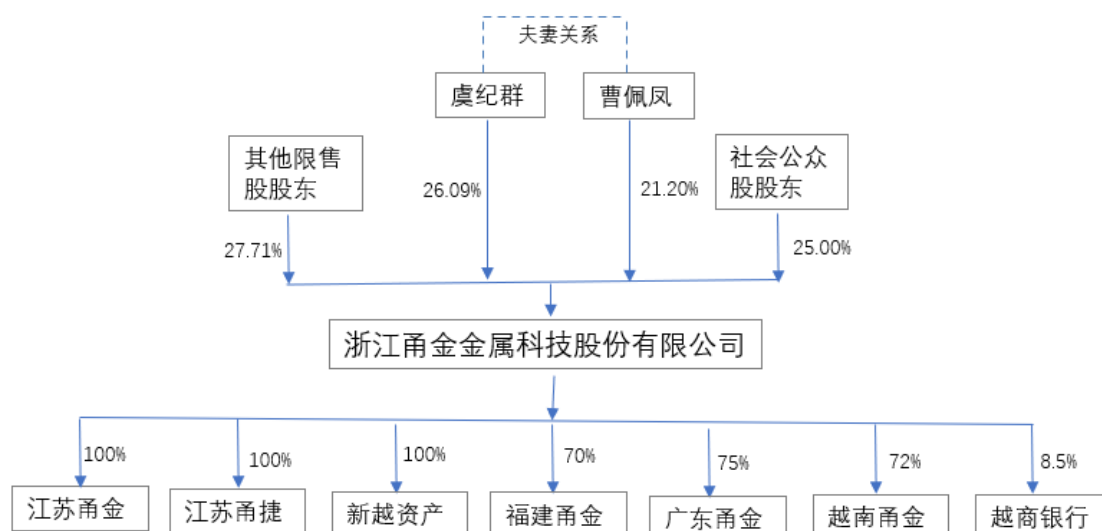 夫妻关系
虞纪群
曹佩凤
其他限售
股股东
社会公众
股股东
26.09%
21.20%
27.71%
25.00%
浙江甬金金属科技股份有限公司
100%
100%
100%
70%
75%
72%
8.5%
江苏甬金
江苏甬捷
新越资产
福建甬金
广东甬金
越南甬金
越商银行